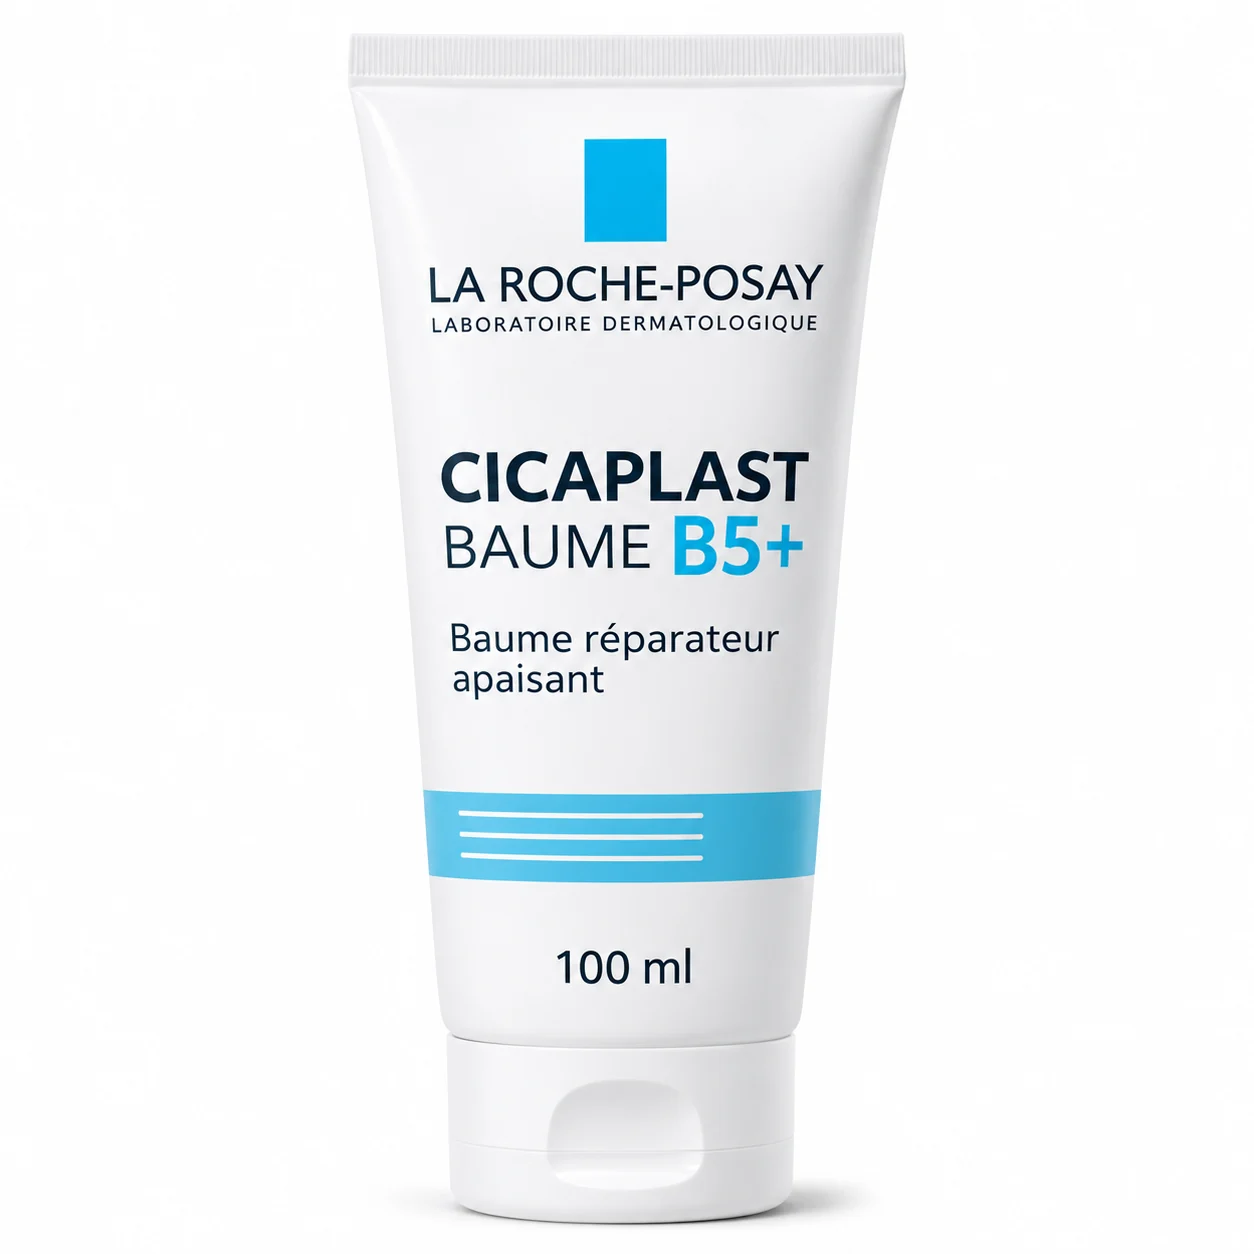 LA ROCHE-POSAY
LABORATOIRE DERMATOLOGIQUE
CICAPLAST
BAUME B5+
Baume réparateur
apaisant
100 ml